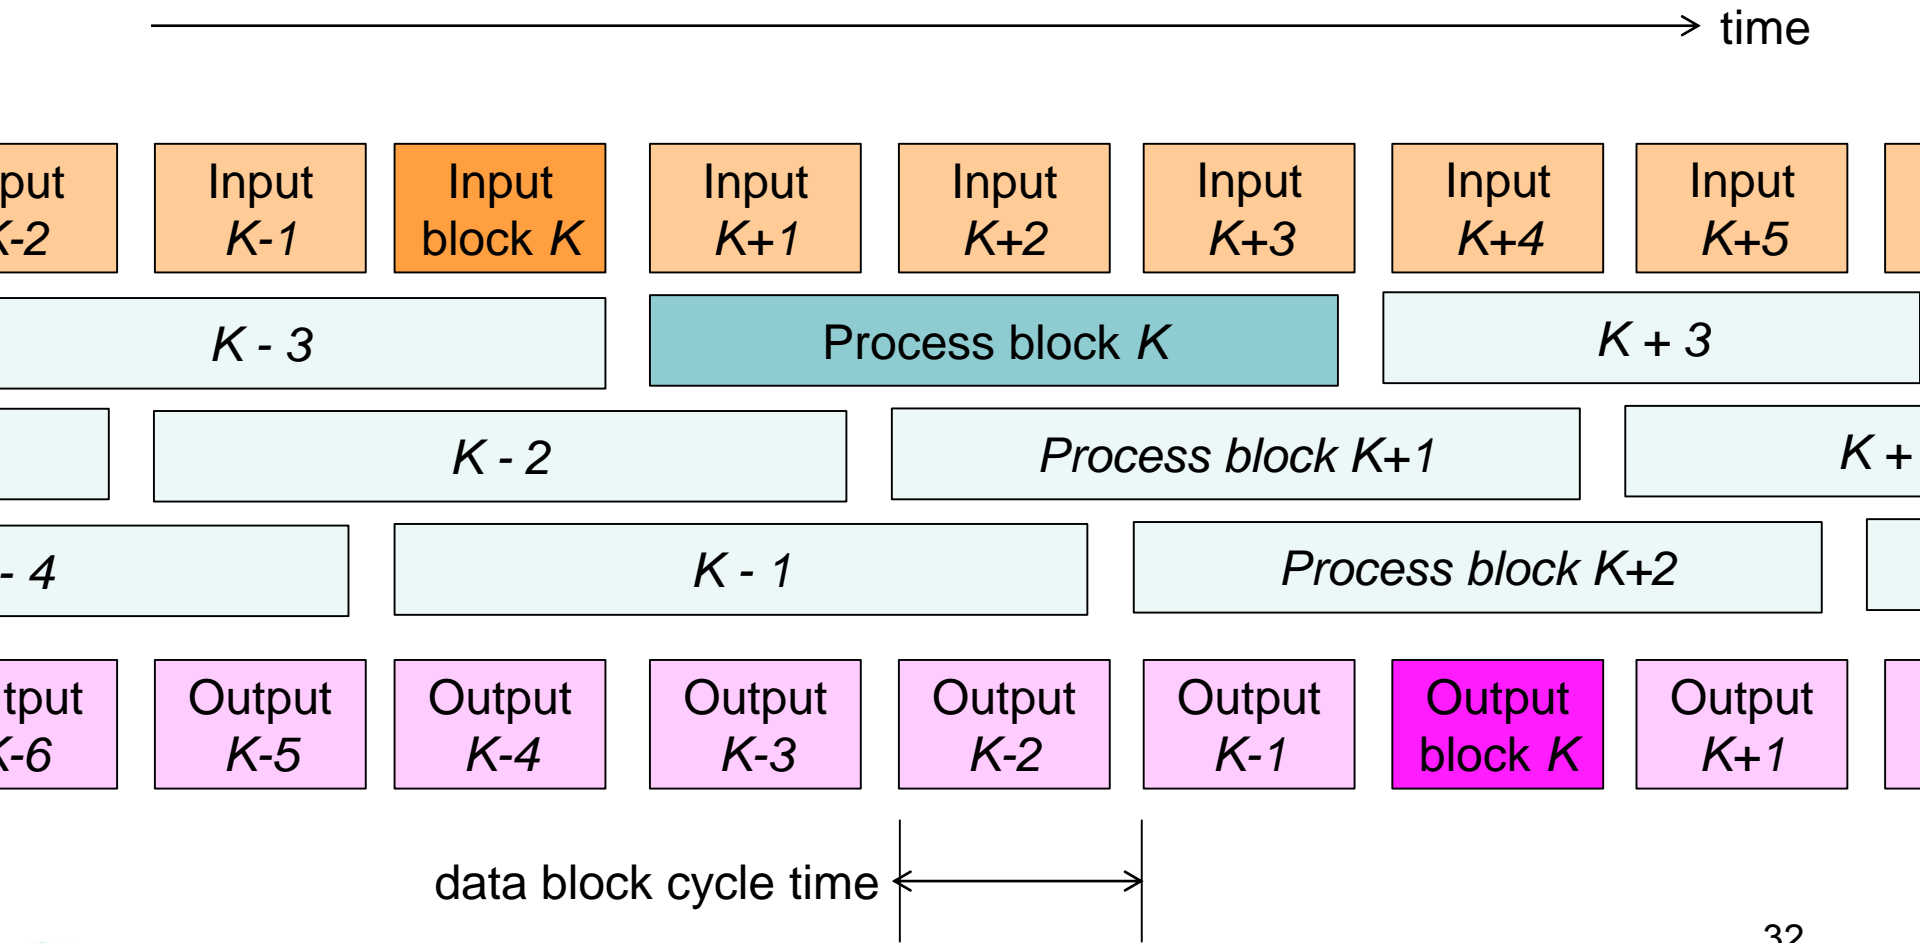 time
put
K-2
Input
K-1
Input
block K
Input
K+1
Input
K+2
Input
K+3
Input
K+4
Input
K+5
K - 3
Process block K
K + 3
K - 2
Process block K+1
K +
- 4
K - 1
Process block K+2
tput
K-6
Output
K-5
Output
K-4
Output
K-3
Output
K-2
Output
K-1
Output
block K
Output
K+1
data block cycle time
32